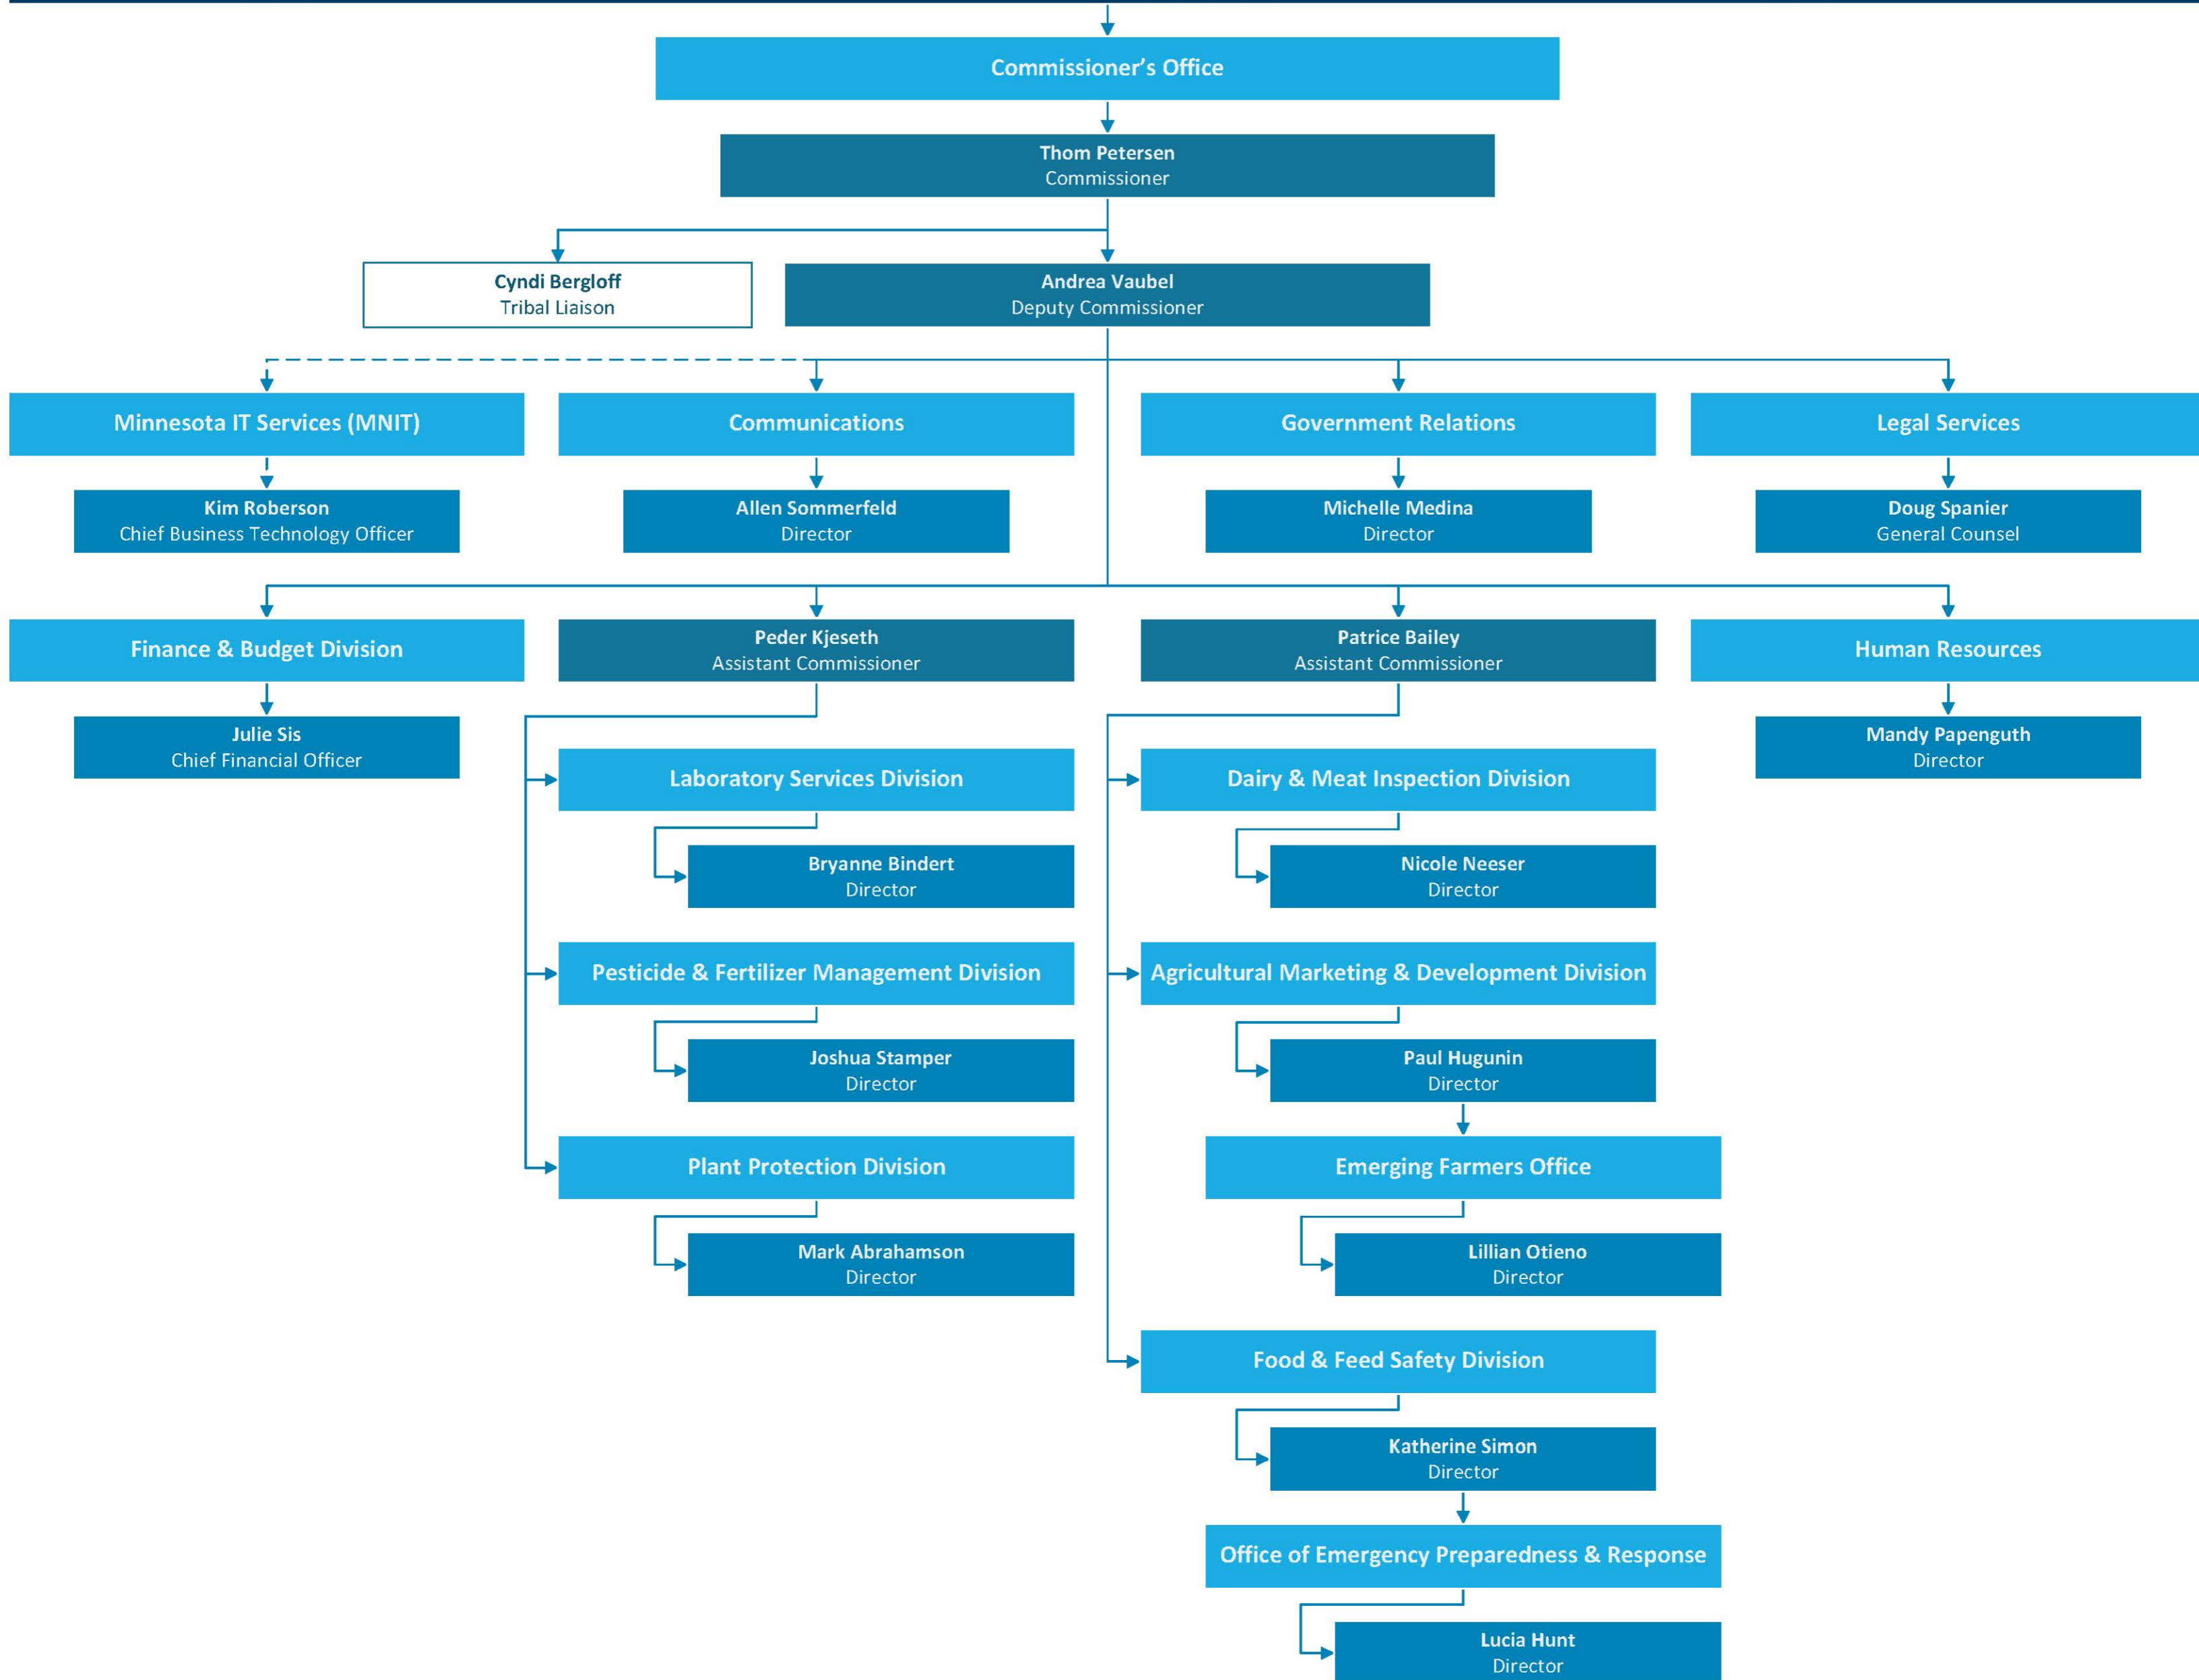 Commissioner’s Office
Thom Petersen
Commissioner
Cyndi Bergloff
Tribal Liaison
Andrea Vaubel
Deputy Commissioner
Minnesota IT Services (MNIT)
Kim Roberson
Chief Business Technology Officer
Communications
Allen Sommerfeld
Director
Government Relations
Michelle Medina
Director
Legal Services
Doug Spanier
General Counsel
Finance & Budget Division
Julie Sis
Chief Financial Officer
Peder Kjeseth
Assistant Commissioner
Laboratory Services Division
Bryanne Bindert
Director
Pesticide & Fertilizer Management Division
Joshua Stamper
Director
Plant Protection Division
Mark Abrahamson
Director
Patrice Bailey
Assistant Commissioner
Dairy & Meat Inspection Division
Nicole Neeser
Director
Agricultural Marketing & Development Division
Paul Hugunin
Director
Emerging Farmers Office
Lillian Otieno
Director
Food & Feed Safety Division
Katherine Simon
Director
Office of Emergency Preparedness & Response
Lucia Hunt
Director
Human Resources
Mandy Papenguth
Director